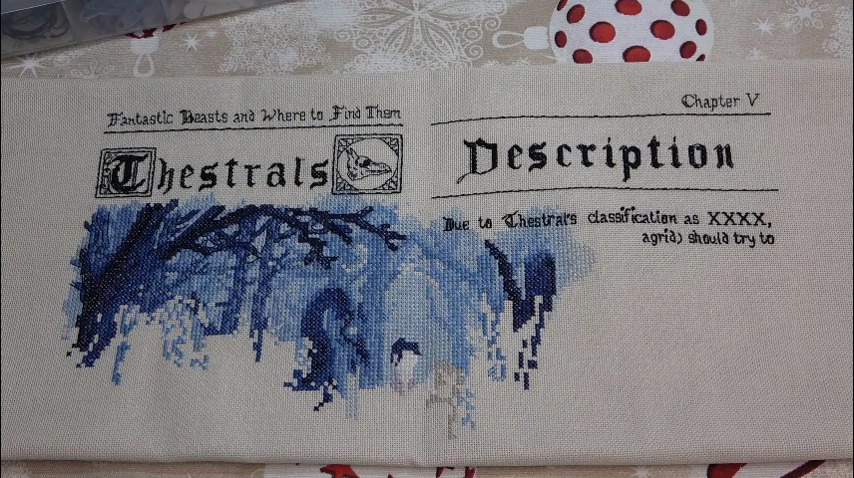 Fantastic Beasts and Where to Find Them
Thestrals
Chapter V
Description
Due to Thestral's classification as XXXX,
agrid) should try to